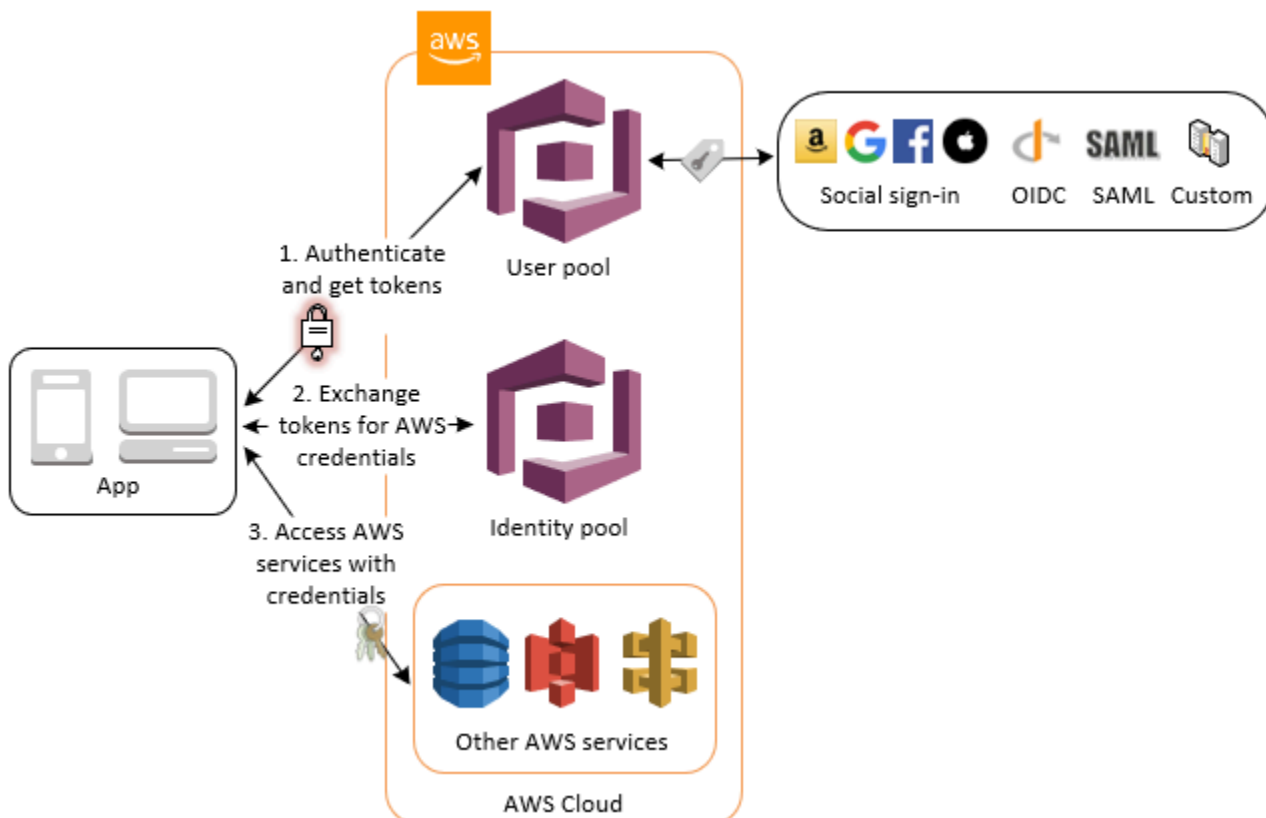 aws
Social sign-in
OIDC
SAML
SAML
Custom
1. Authenticate
and get tokens
User pool
2. Exchange
tokens for AWS
credentials
App
Identity pool
3. Access AWS
services with
credentials
Other AWS services
AWS Cloud